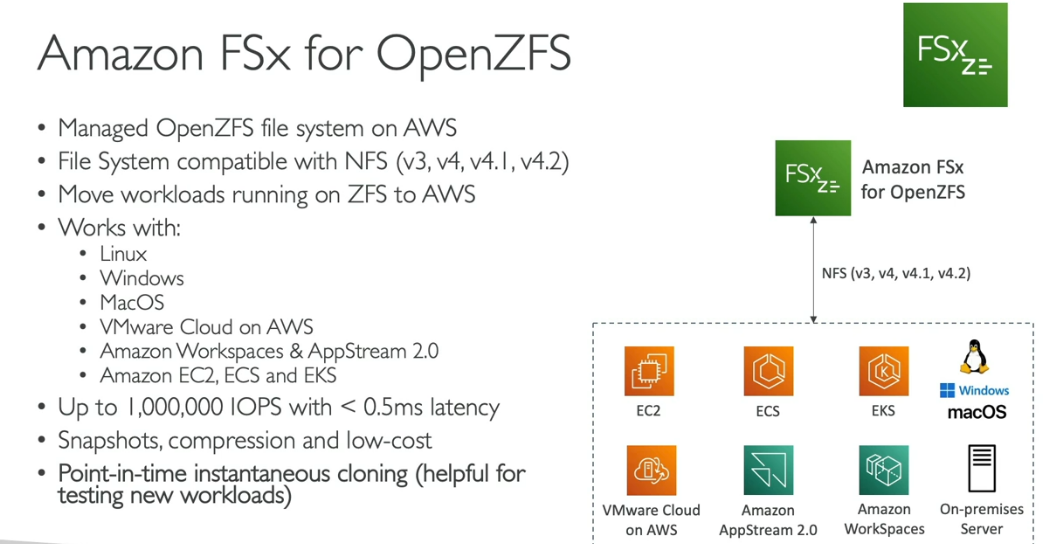 Amazon FSx for OpenZFS
FSx
Z
• Managed OpenZFS file system on AWS
• File System compatible with NFS (v3, v4, v4.1, v4.2)
• Move workloads running on ZFS to AWS
• Works with:
• Linux
• Windows
• MacOS
• VMware Cloud on AWS
• Amazon Workspaces & AppStream 2.0
• Amazon EC2, ECS and EKS
• Up to 1,000,000 IOPS with < 0.5ms latency
• Snapshots, compression and low-cost
• Point-in-time instantaneous cloning (helpful for
testing new workloads)
FSx
Z
Amazon FSx
for OpenZFS
NFS (v3, v4, v4.1, v4.2)
EC2
ECS
K
EKS
Windows
macOS
VMware Cloud
on AWS
Amazon
AppStream 2.0
Amazon
WorkSpaces
On-premises
Server